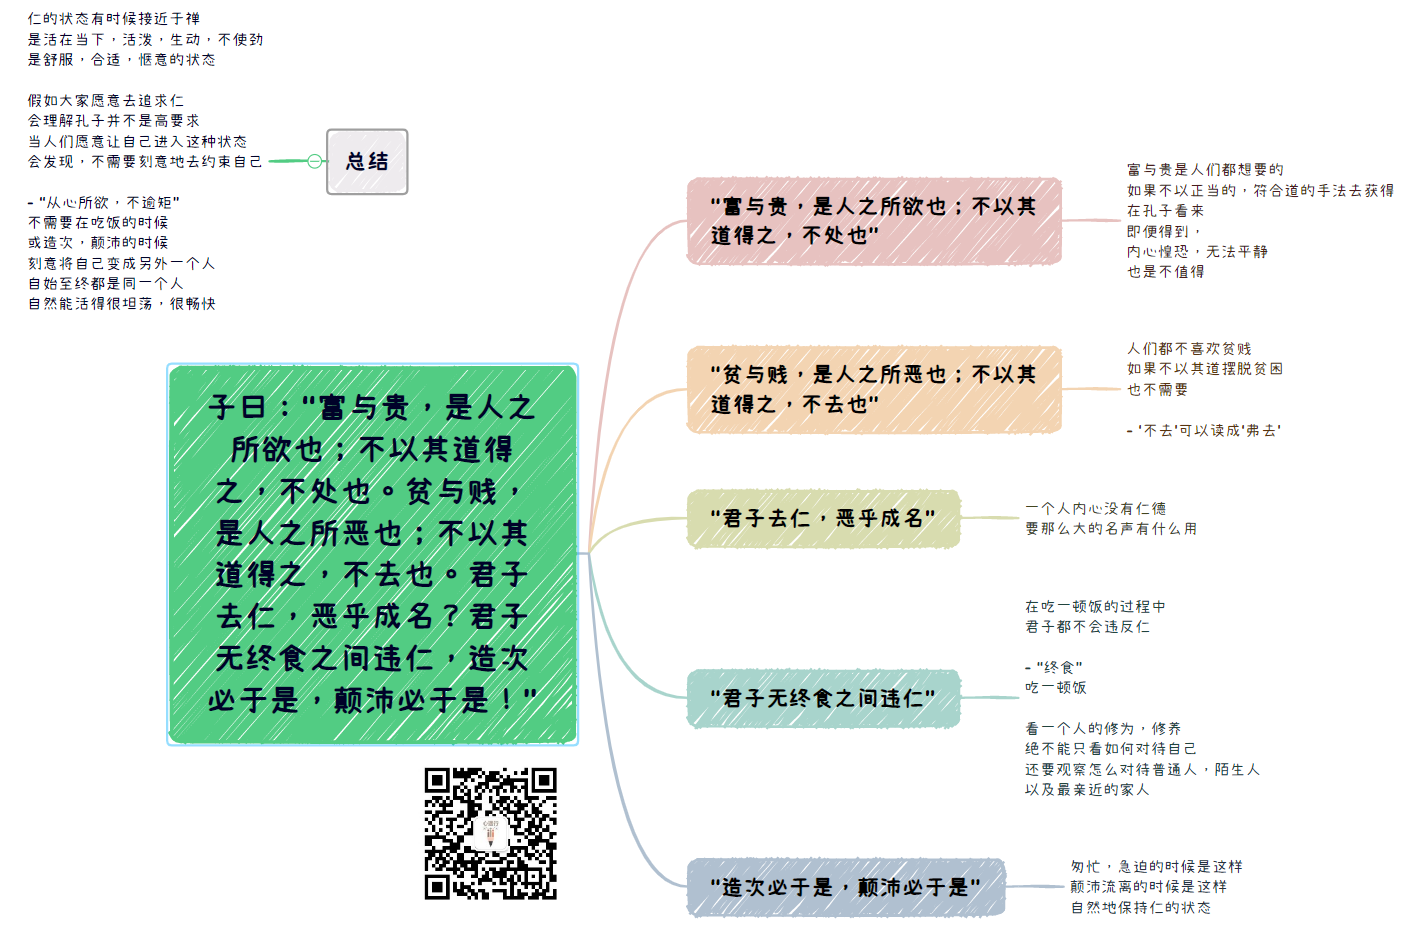 仁的状态有时候接近于禅
是活在当下，活泼，生动，不使劲
是舒服，合适，惬意的状态
假如大家愿意去追求仁
会理解孔子并不是高要求
当人们愿意让自己进入这种状态
会发现，不需要刻意地去约束自己
- "从心所欲，不逾矩"
不需要在吃饭的时候
或造次，颠沛的时候
刻意将自己变成另外一个人
自始至终都是同一个人
自然能活得很坦荡，很畅快
总结
子曰："富与贵，是人之
所欲也；不以其道得
之，不处也。贫与贱，
是人之所恶也；不以其
道得之，不去也。君子
去仁，恶乎成名？君子
无终食之间违仁，造次
必于是，颠沛必于是！"
"富与贵，是人之所欲也；不以其
道得之，不处也"
富与贵是人们都想要的
如果不以正当的，符合道的手法去获得
在孔子看来
即便得到，
内心惶恐，无法平静
也是不值得
"贫与贱，是人之所恶也；不以其
道得之，不去也"
人们都不喜欢贫贱
如果不以其道摆脱贫困
也不需要
- '不去'可以读成'弗去'
"君子去仁，恶乎成名"
一个人内心没有仁德
要那么大的名声有什么用
"君子无终食之间违仁"
在吃一顿饭的过程中
君子都不会违反仁
- "终食"
吃一顿饭
看一个人的修为，修养
绝不能只看如何对待自己
还要观察怎么对待普通人，陌生人
以及最亲近的家人
"造次必于是，颠沛必于是"
匆忙，急迫的时候是这样
颠沛流离的时候是这样
自然地保持仁的状态